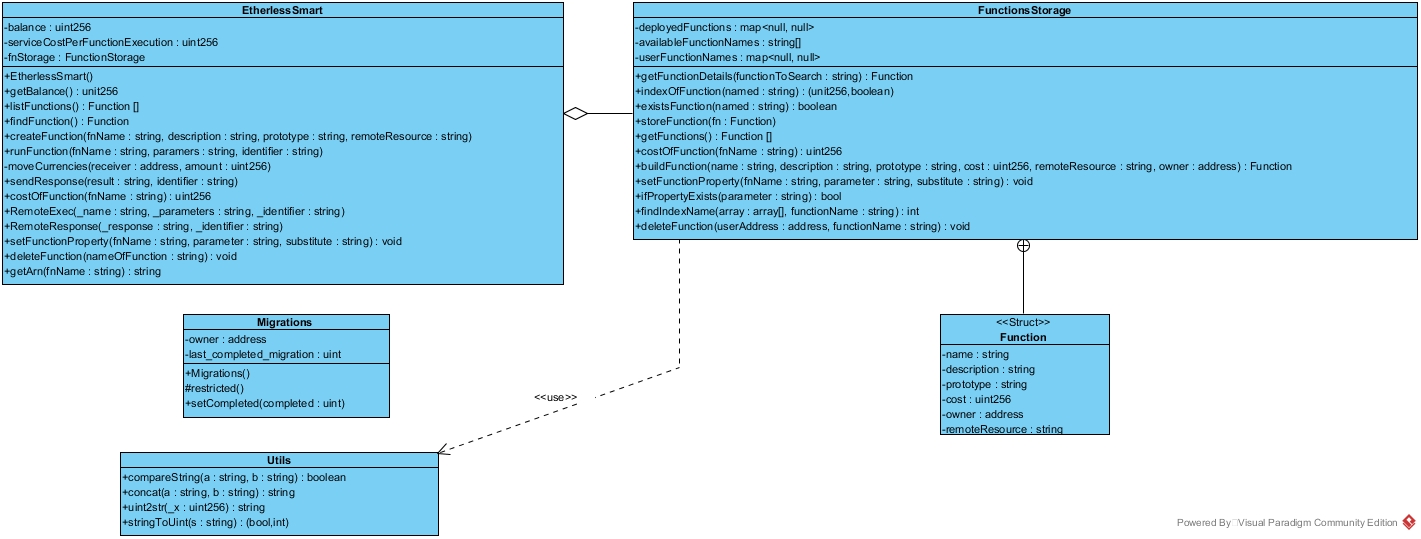 EtherlessSmart
-balance : uint256
-serviceCostPerFunctionExecution : uint256
-fnStorage : FunctionStorage
+EtherlessSmart()
+getBalance() : unit256
+listFunctions() : Function []
+findFunction() : Function
+createFunction(fnName : string, description : string, prototype : string, remoteResource : string)
+runFunction(fnName : string, paramers : string, identifier : string)
-moveCurrencies(receiver : address, amount : uint256)
+sendResponse(result : string, identifier : string)
+costOfFunction(fnName : string) : uint256
+RemoteExec(_name : string, _parameters : string, _identifier : string)
+RemoteResponse(_response : string, _identifier : string)
+setFunctionProperty(fnName : string, parameter : string, substitute : string) : void
+deleteFunction(nameOfFunction : string) : void
+getArn(fnName : string) : string
FunctionsStorage
-deployedFunctions : map<null, null>
-availableFunctionNames : string[]
-userFunctionNames : map<null, null>
+getFunctionDetails(functionToSearch : string) : Function
+indexOfFunction(named : string) : (unit256,boolean)
+existsFunction(named : string) : boolean
+storeFunction(fn : Function)
+getFunctions() : Function []
+costOfFunction(fnName : string) : uint256
+buildFunction(name : string, description : string, prototype : string, cost : uint256, remoteResource : string, owner : address) : Function
+setFunctionProperty(fnName : string, parameter : string, substitute : string) : void
+ifPropertyExists(parameter : string) : bool
+findIndexName(array : array[], functionName : string) : int
+deleteFunction(userAddress : address, functionName : string) : void
Migrations
-owner : address
-last_completed_migration : uint
+Migrations()
#restricted()
+setCompleted(completed : uint)
<<Struct>>
Function
-name : string
-description : string
-prototype : string
-cost : uint256
-owner : address
-remoteResource : string
<<use>>
Utils
+compareString(a : string, b : string) : boolean
+concat(a : string, b : string) : string
+uint2str(_x : uint256) : string
+stringToUint(s : string) : (bool,int)
Powered By Visual Paradigm Community Edition